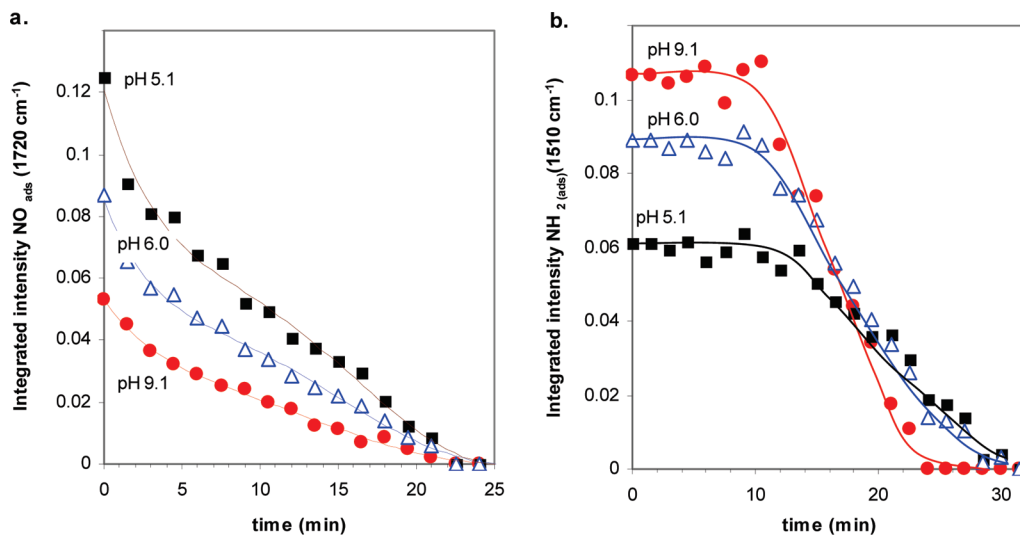 a.
Integrated intensity NO ads (1720 cm-1)
0.12
0.1
0.08
0.06
0.04
0.02
0
pH 5.1
pH 6.0
pH 9.1
0 5 10 15 20 25
time (min)
b.
Integrated intensity NH 2 (ads) (1510 cm-1)
0.1
0.08
0.06
0.04
0.02
0
pH 9.1
pH 6.0
pH 5.1
0 10 20 30
time (min)